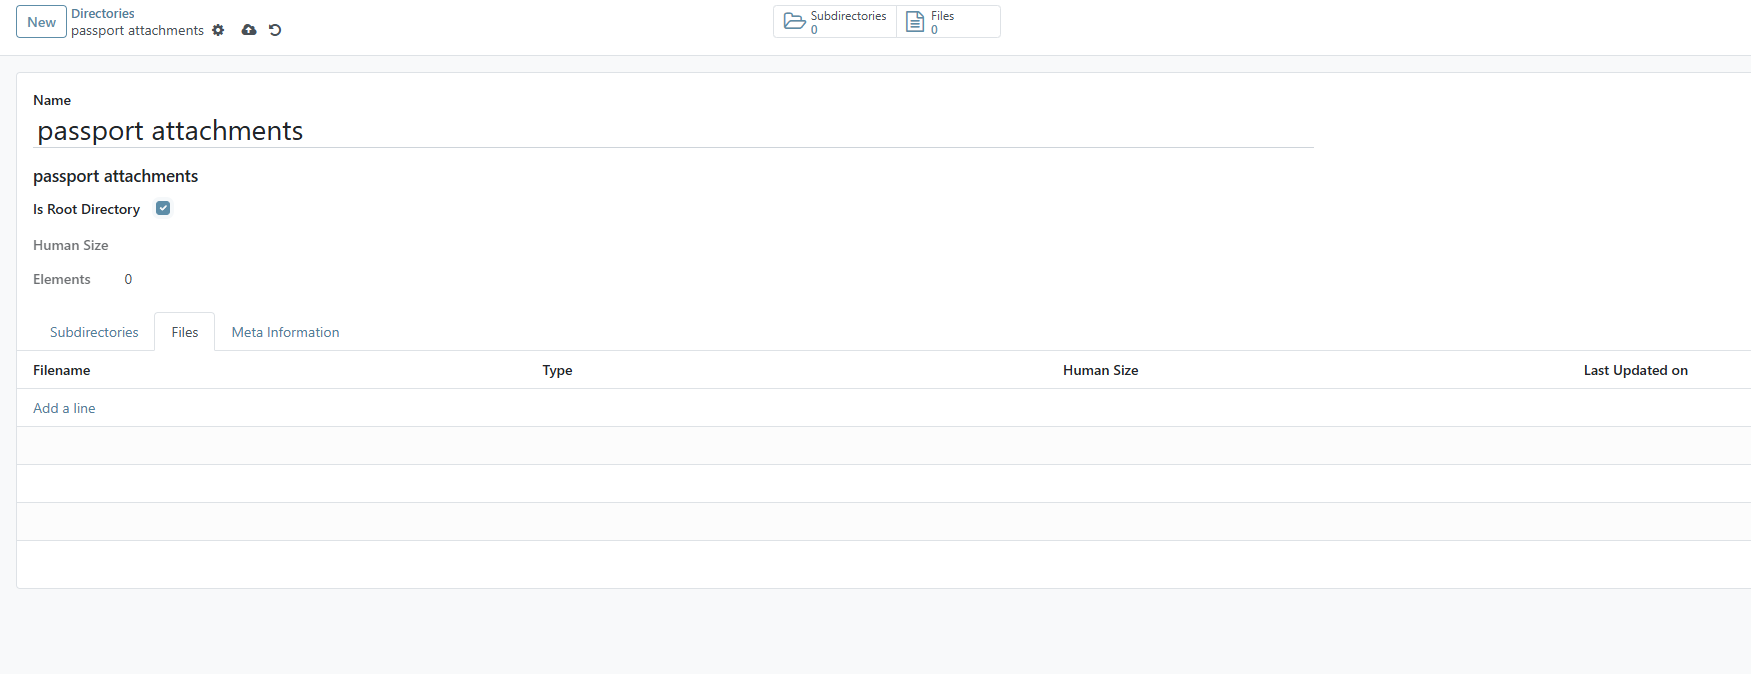 New
Directories
passport attachments
Subdirectories
0
Files
0
Name
passport attachments
passport attachments
Is Root Directory
Human Size
Elements 0
Subdirectories Files Meta Information
Filename Type Human Size Last Updated on
Add a line